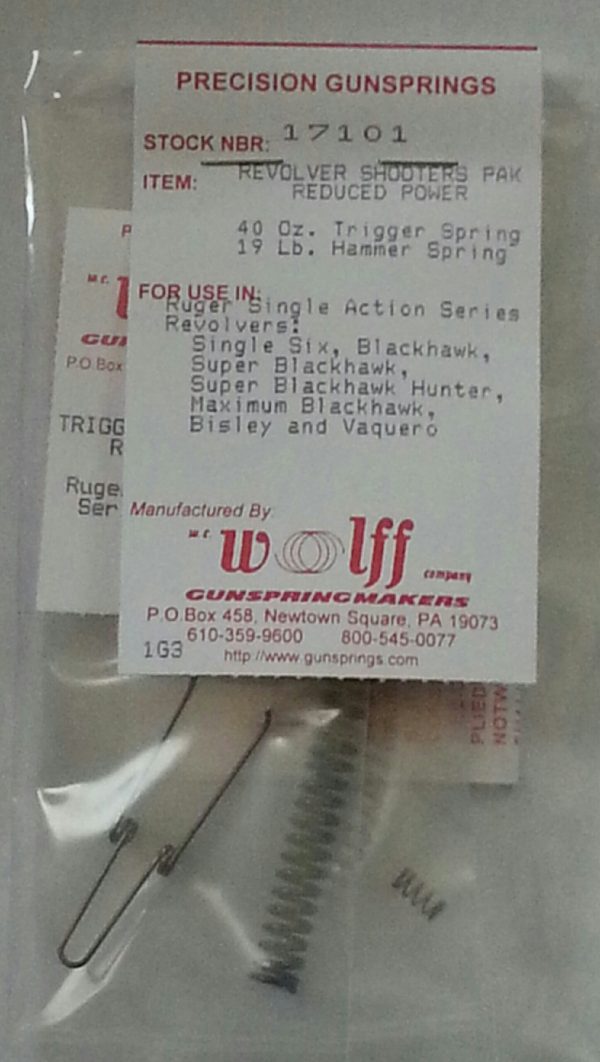 PRECISION GUNSPRINGS
STOCK NBR: 17101
ITEM: REVOLVER SHOOTERS PAK
REDUCED POWER
40 Oz. Trigger Spring
19 Lb. Hammer Spring
FOR USE IN:
Ruger Single Action Series
Revolvers:
Single Six, Blackhawk,
Super Blackhawk,
Super Blackhawk Hunter,
Maximum Blackhawk,
Bisley and Vaquero
Manufactured By:
W.C. Wolff company
GUNSPRINGMAKERS
P.O.Box 458, Newtown Square, PA 19073
610-359-9600 800-545-0077
1G3 http://www.gunsprings.com
P
W.C.
GU
P.O.Box
TRIGG
R
Ruge
Ser
PLIED
NOTW